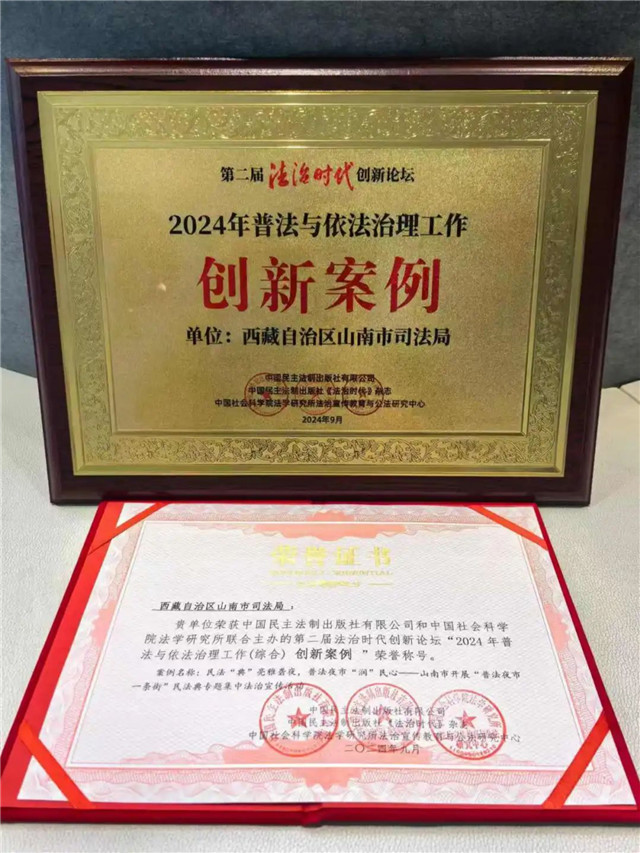 第二届法治时代创新论坛
2024年普法与依法治理工作
创新案例
单位：西藏自治区山南市司法局
中国民主法制出版社有限公司
中国民主法制出版社《法治时代》杂志
中国社会科学院法学研究所法治宣传教育与公法研究中心
2024年9月
荣誉证书
西藏自治区山南市司法局：
贵单位荣获中国民主法制出版社有限公司和中国社会科学
院法学研究所联合主办的第二届法治时代创新论坛“2024 年普
法与依法治理工作(综合) 创新案例 ”荣誉称号。
案例名称：民法“典”亮雅砻夜，普法夜市“润”民心——山南市开展“普法夜市
一条街”民法典专题集中法治宣传活动
中国民主法制出版社有限公司
中国民主法制出版社《法治时代》杂志
中国社会科学院法学研究所法治宣传教育与公法研究中心
二〇二四年九月